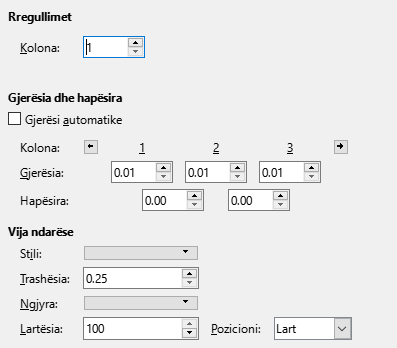 Rregullimet
Kolona: 1
Gjerësia dhe hapësira
Gjerësi automatike
Kolona: 1 2 3
Gjerësia: 0.01 0.01 0.01
Hapësira: 0.00 0.00
Vija ndarëse
Stili:
Trashësia: 0.25
Ngjyra:
Lartësia: 100 Pozicioni: Lart